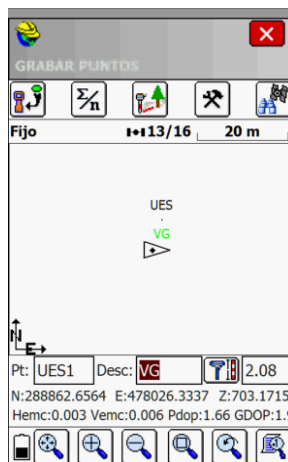 GRABAR PUNTOS
Σ/n
Fijo 13/16 20 m
UES
VG
N
E
Pt: UES1 Desc: VG 2.08
N:288862.6564 E:478026.3337 Z:703.1715
Hemc:0.003 Vemc:0.006 Pdop:1.66 GDOP:1.9